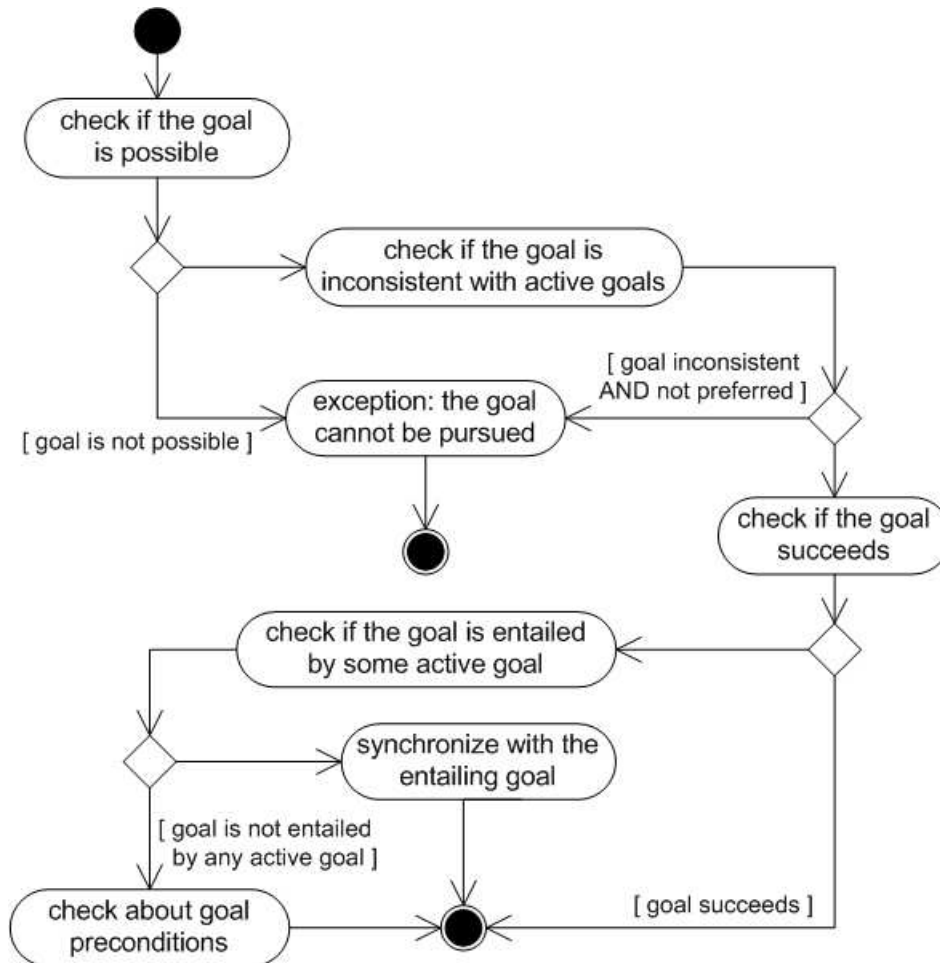 check if the goal
is possible
check if the goal is
inconsistent with active goals
[ goal inconsistent
AND not preferred ]
exception: the goal
cannot be pursued
[ goal is not possible ]
check if the goal
succeeds
check if the goal is entailed
by some active goal
synchronize with the
entailing goal
[ goal is not entailed
by any active goal ]
check about goal
preconditions
[ goal succeeds ]